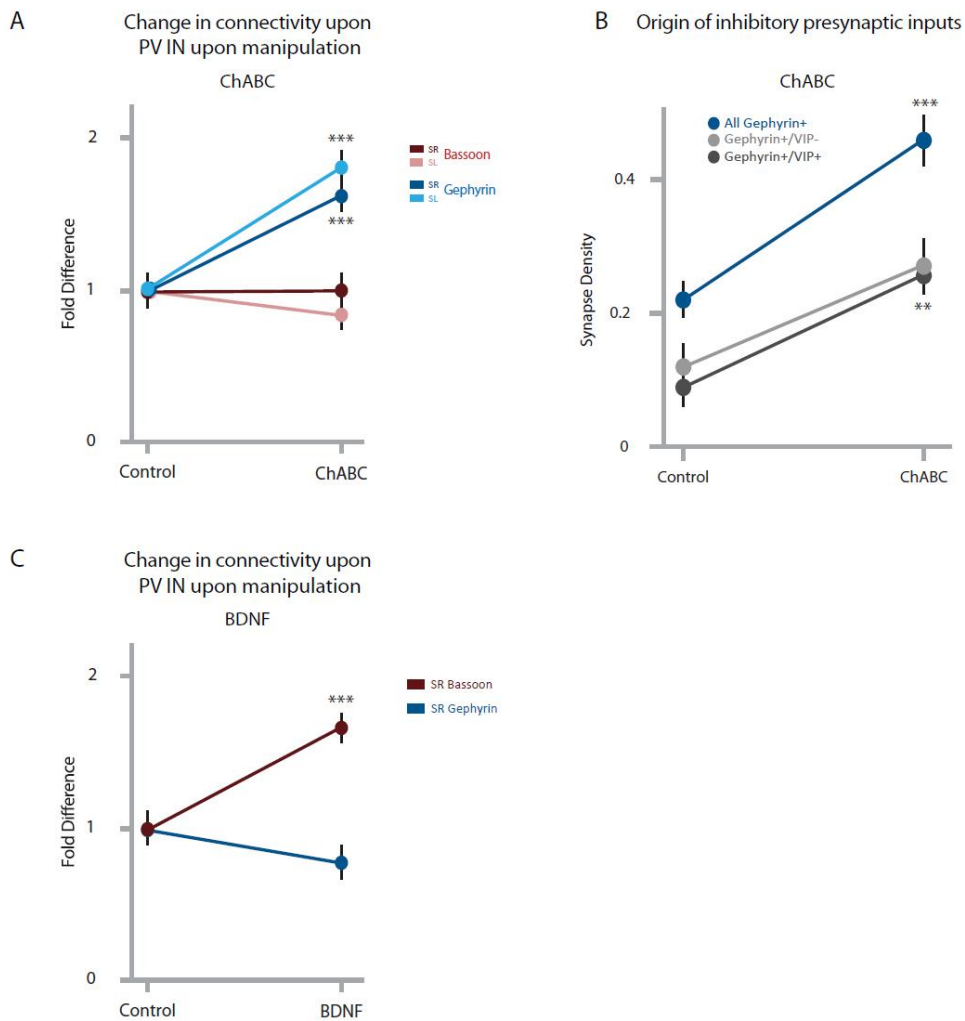 A
Change in connectivity upon
PV IN upon manipulation
ChABC
2
1
0
Fold Difference
***
***
SR
SL
Bassoon
SR
SL
Gephyrin
Control
ChABC
B
Origin of inhibitory presynaptic inputs
ChABC
All Gephyrin+
Gephyrin+/VIP-
Gephyrin+/VIP+
***
**
0.4
0.2
0
Synapse Density
Control
ChABC
C
Change in connectivity upon
PV IN upon manipulation
BDNF
2
1
0
Fold Difference
***
SR Bassoon
SR Gephyrin
Control
BDNF